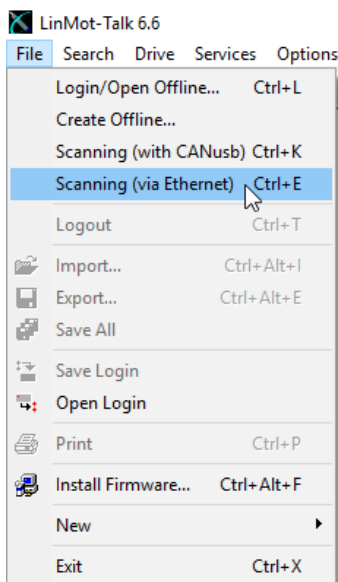 LinMot-Talk 6.6
File Search Drive Services Options
Login/Open Offline... Ctrl+L
Create Offline...
Scanning (with CANusb) Ctrl+K
Scanning (via Ethernet) Ctrl+E
Logout Ctrl+T
Import... Ctrl+Alt+I
Export... Ctrl+Alt+E
Save All
Save Login
Open Login
Print Ctrl+P
Install Firmware... Ctrl+Alt+F
New
Exit Ctrl+X